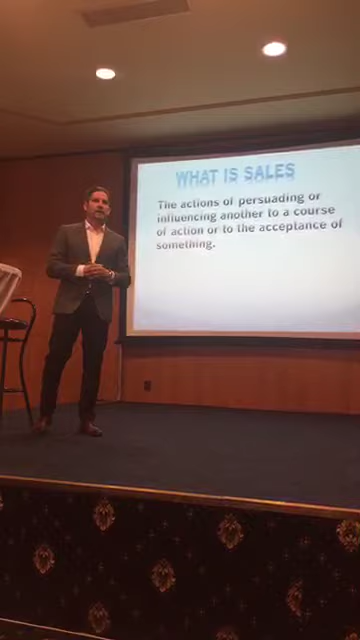 WHAT IS SALES
The actions of persuading or
influencing another to a course
of action or to the acceptance of
something.